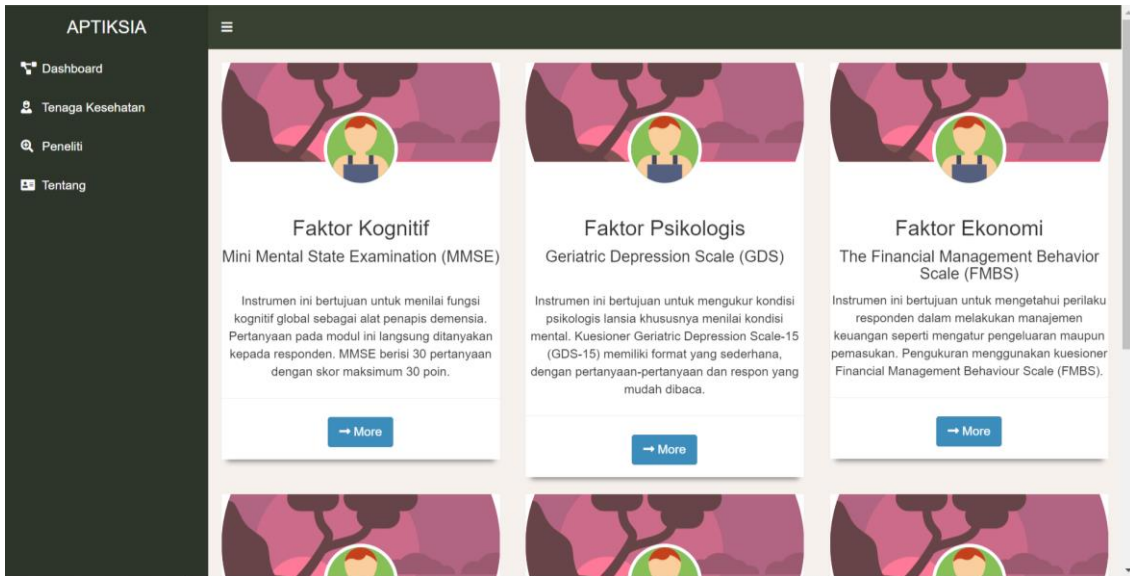 APTIKSIA
Dashboard
Tenaga Kesehatan
Peneliti
Tentang
Faktor Kognitif
Mini Mental State Examination (MMSE)
Instrumen ini bertujuan untuk menilai fungsi
kognitif global sebagai alat penapis demensia.
Pertanyaan pada modul ini langsung ditanyakan
kepada responden. MMSE berisi 30 pertanyaan
dengan skor maksimum 30 poin.
More
Faktor Psikologis
Geriatric Depression Scale (GDS)
Instrumen ini bertujuan untuk mengukur kondisi
psikologis lansia khususnya menilai kondisi
mental. Kuesioner Geriatric Depression Scale-15
(GDS-15) memiliki format yang sederhana,
dengan pertanyaan-pertanyaan dan respon yang
mudah dibaca.
More
Faktor Ekonomi
The Financial Management Behavior
Scale (FMBS)
Instrumen ini bertujuan untuk mengetahui perilaku
responden dalam melakukan manajemen
keuangan seperti mengatur pengeluaran maupun
pemasukan. Pengukuran menggunakan kuesioner
Financial Management Behaviour Scale (FMBS).
More